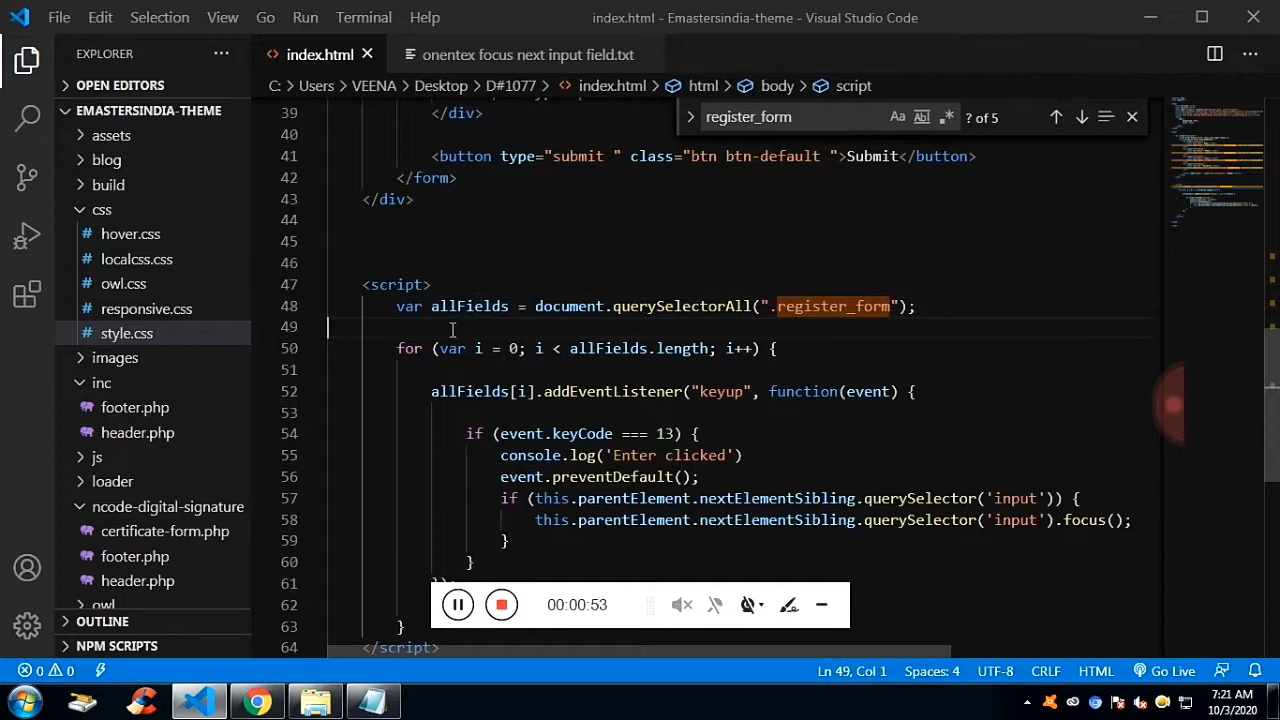 File Edit Selection View Go Run Terminal Help index.html - Emastersindia-theme - Visual Studio Code
EXPLORER
index.html
onentex focus next input field.txt
OPEN EDITORS
C: > Users > VEENA > Desktop > D#1077 > index.html > html > body > script
EMASTERSINDIA-THEME
assets
blog
build
css
hover.css
localcss.css
owl.css
responsive.css
style.css
images
inc
footer.php
header.php
js
loader
ncode-digital-signature
certificate-form.php
footer.php
header.php
owl
OUTLINE
NPM SCRIPTS
register_form Aa Abl .* ? of 5
39 </div>
40
41 <button type="submit " class="btn btn-default ">Submit</button>
42 </form>
43 </div>
44
45
46
47 <script>
48 var allFields = document.querySelectorAll(".register_form");
49
50 for (var i = 0; i < allFields.length; i++) {
51
52 allFields[i].addEventListener("keyup", function(event) {
53
54 if (event.keyCode === 13) {
55 console.log('Enter clicked')
56 event.preventDefault();
57 if (this.parentElement.nextElementSibling.querySelector('input')) {
58 this.parentElement.nextElementSibling.querySelector('input').focus();
59 }
60 }
61 });
62
63 }
64 </script>
00:00:53
0 0 Ln 49, Col 1 Spaces: 4 UTF-8 CRLF HTML Go Live
7:21 AM
10/3/2020